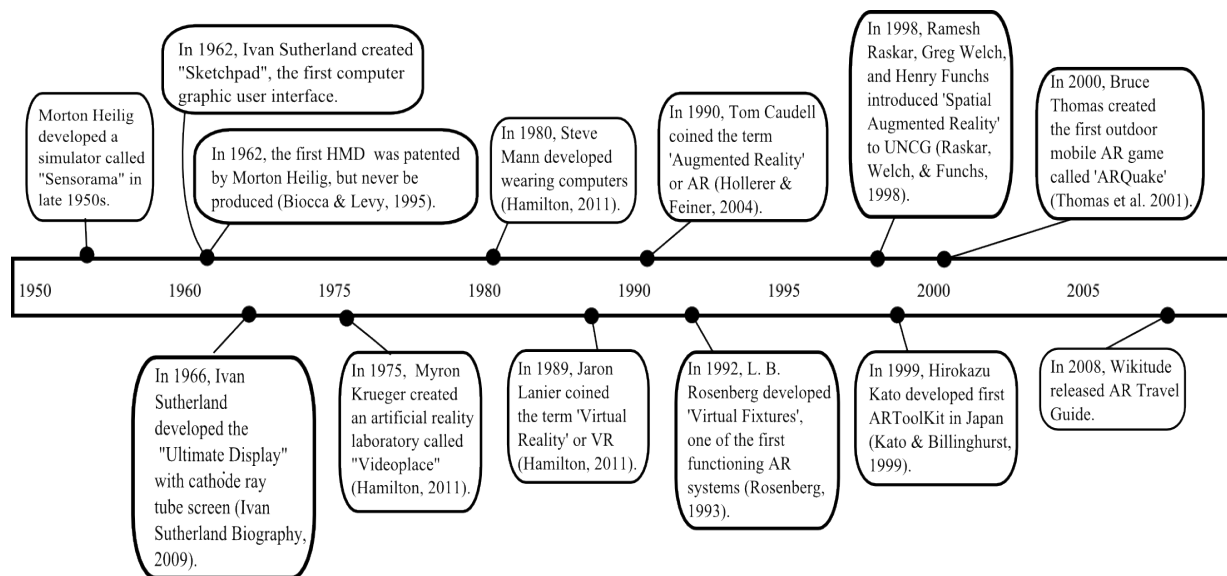 Morton Heilig
developed a
simulator called
"Sensorama" in
late 1950s.
In 1962, Ivan Sutherland created
"Sketchpad", the first computer
graphic user interface.
In 1962, the first HMD was patented
by Morton Heilig, but never be
produced (Biocca & Levy, 1995).
In 1980, Steve
Mann developed
wearing computers
(Hamilton, 2011).
In 1990, Tom Caudell
coined the term
'Augmented Reality'
or AR (Hollerer &
Feiner, 2004).
In 1998, Ramesh
Raskar, Greg Welch,
and Henry Funchs
introduced 'Spatial
Augmented Reality'
to UNCG (Raskar,
Welch, & Funchs,
1998).
In 2000, Bruce
Thomas created
the first outdoor
mobile AR game
called 'ARQuake'
(Thomas et al. 2001).
1950 1960 1975 1980 1990 1995 2000 2005
In 1966, Ivan
Sutherland
developed the
"Ultimate Display"
with cathode ray
tube screen (Ivan
Sutherland Biography,
2009).
In 1975, Myron
Krueger created
an artificial reality
laboratory called
"Videoplace"
(Hamilton, 2011).
In 1989, Jaron
Lanier coined
the term 'Virtual
Reality' or VR
(Hamilton, 2011).
In 1992, L. B.
Rosenberg developed
'Virtual Fixtures',
one of the first
functioning AR
systems (Rosenberg,
1993).
In 1999, Hirokazu
Kato developed first
ARToolKit in Japan
(Kato & Billinghurst,
1999).
In 2008, Wikitude
released AR Travel
Guide.